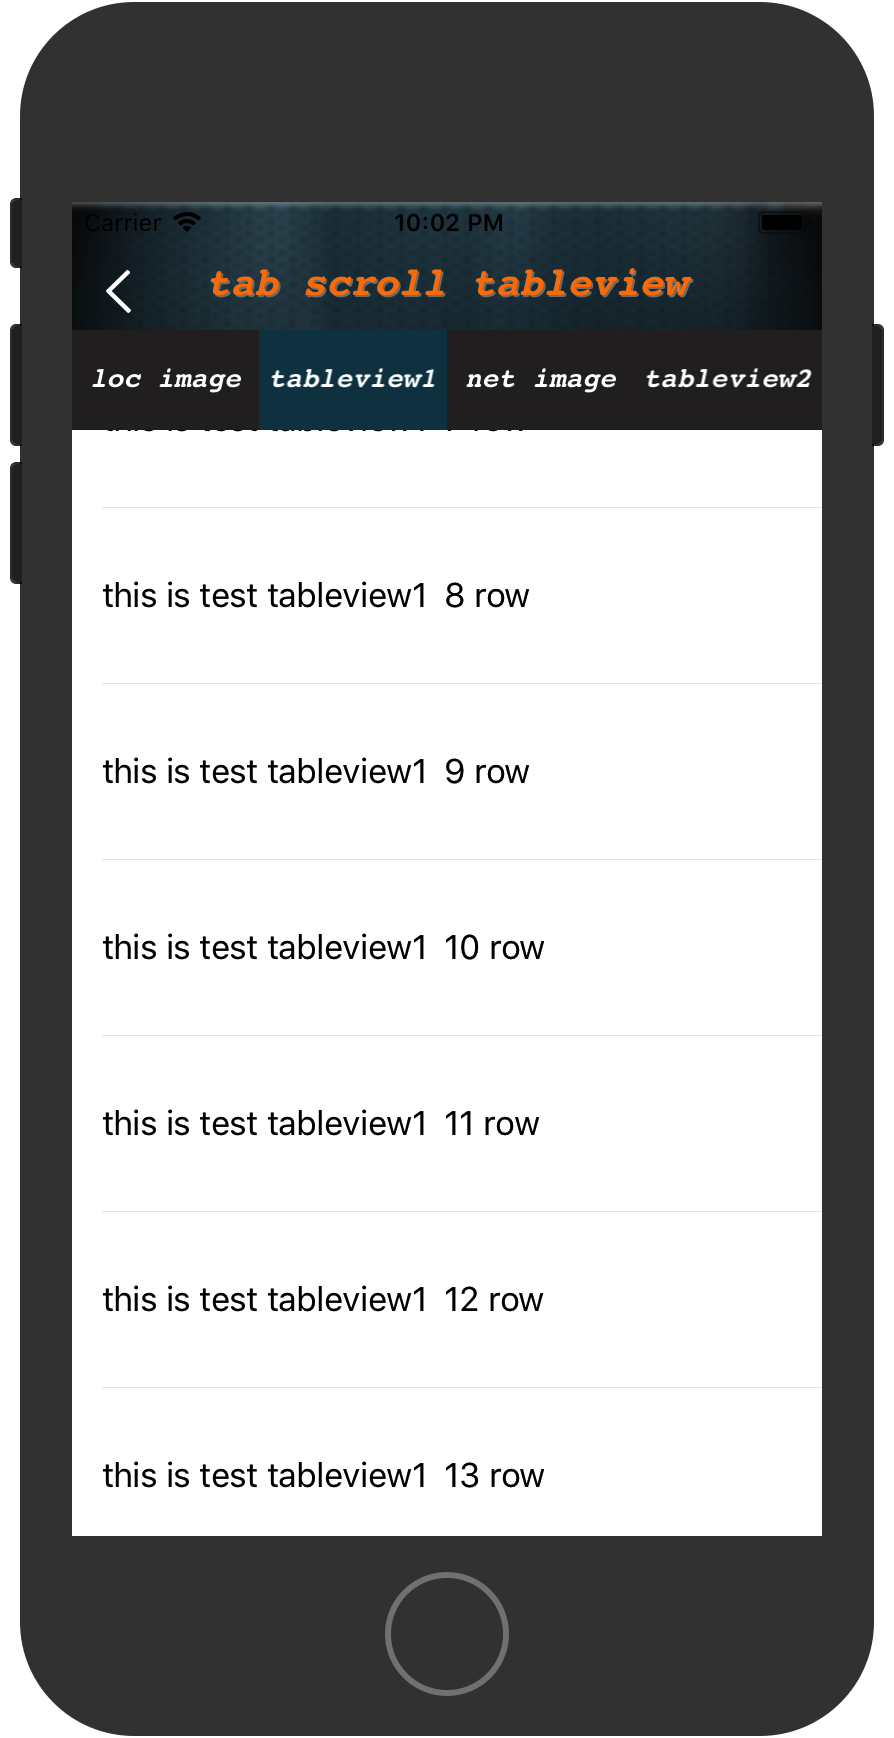 Carrier 10:02 PM
tab scroll tableview
loc image tableview1 net image tableview2
this is test tableview1 8 row
this is test tableview1 9 row
this is test tableview1 10 row
this is test tableview1 11 row
this is test tableview1 12 row
this is test tableview1 13 row